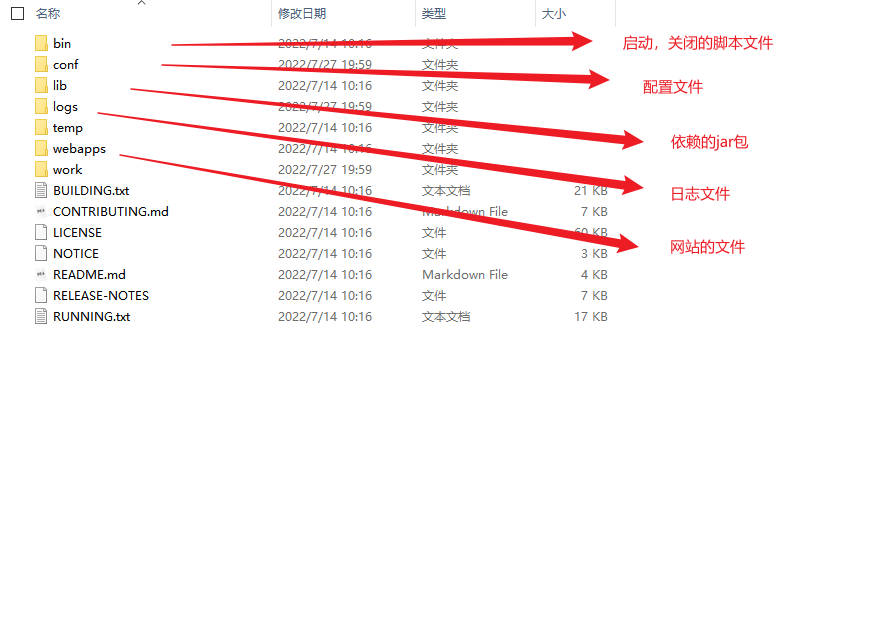 名称 修改日期 类型 大小
bin 2022/7/14 10:16 文件夹 启动，关闭的脚本文件
conf 2022/7/27 19:59 文件夹
配置文件
lib 2022/7/14 10:16 文件夹
logs 2022/7/27 19:59 文件夹
temp 2022/7/14 10:16 文件夹
依赖的jar包
webapps 2022/7/14 10:16 文件夹
work 2022/7/27 19:59 文件夹
BUILDING.txt 2022/7/14 10:16 文本文档 21 KB
日志文件
CONTRIBUTING.md 2022/7/14 10:16 Markdown File 7 KB
LICENSE 2022/7/14 10:16 文件 60 KB
网站的文件
NOTICE 2022/7/14 10:16 文件 3 KB
README.md 2022/7/14 10:16 Markdown File 4 KB
RELEASE-NOTES 2022/7/14 10:16 文件 7 KB
RUNNING.txt 2022/7/14 10:16 文本文档 17 KB